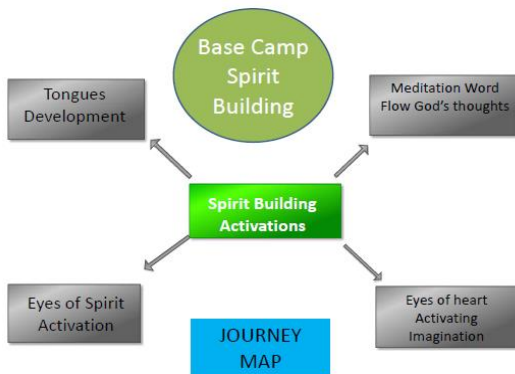 Base Camp
Spirit
Building
Tongues
Development
Meditation Word
Flow God's thoughts
Spirit Building
Activations
Eyes of Spirit
Activation
Eyes of heart
Activating
Imagination
JOURNEY
MAP